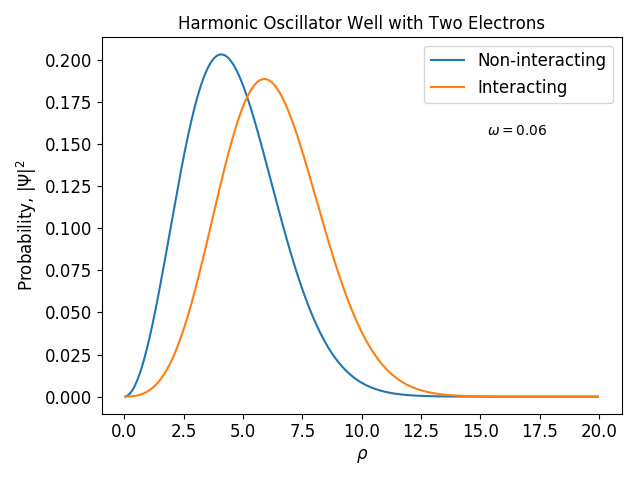 Harmonic Oscillator Well with Two Electrons
Non-interacting
Interacting
ω = 0.06
Probability, |Ψ|²
0.200
0.175
0.150
0.125
0.100
0.075
0.050
0.025
0.000
0.0 2.5 5.0 7.5 10.0 12.5 15.0 17.5 20.0
ρ